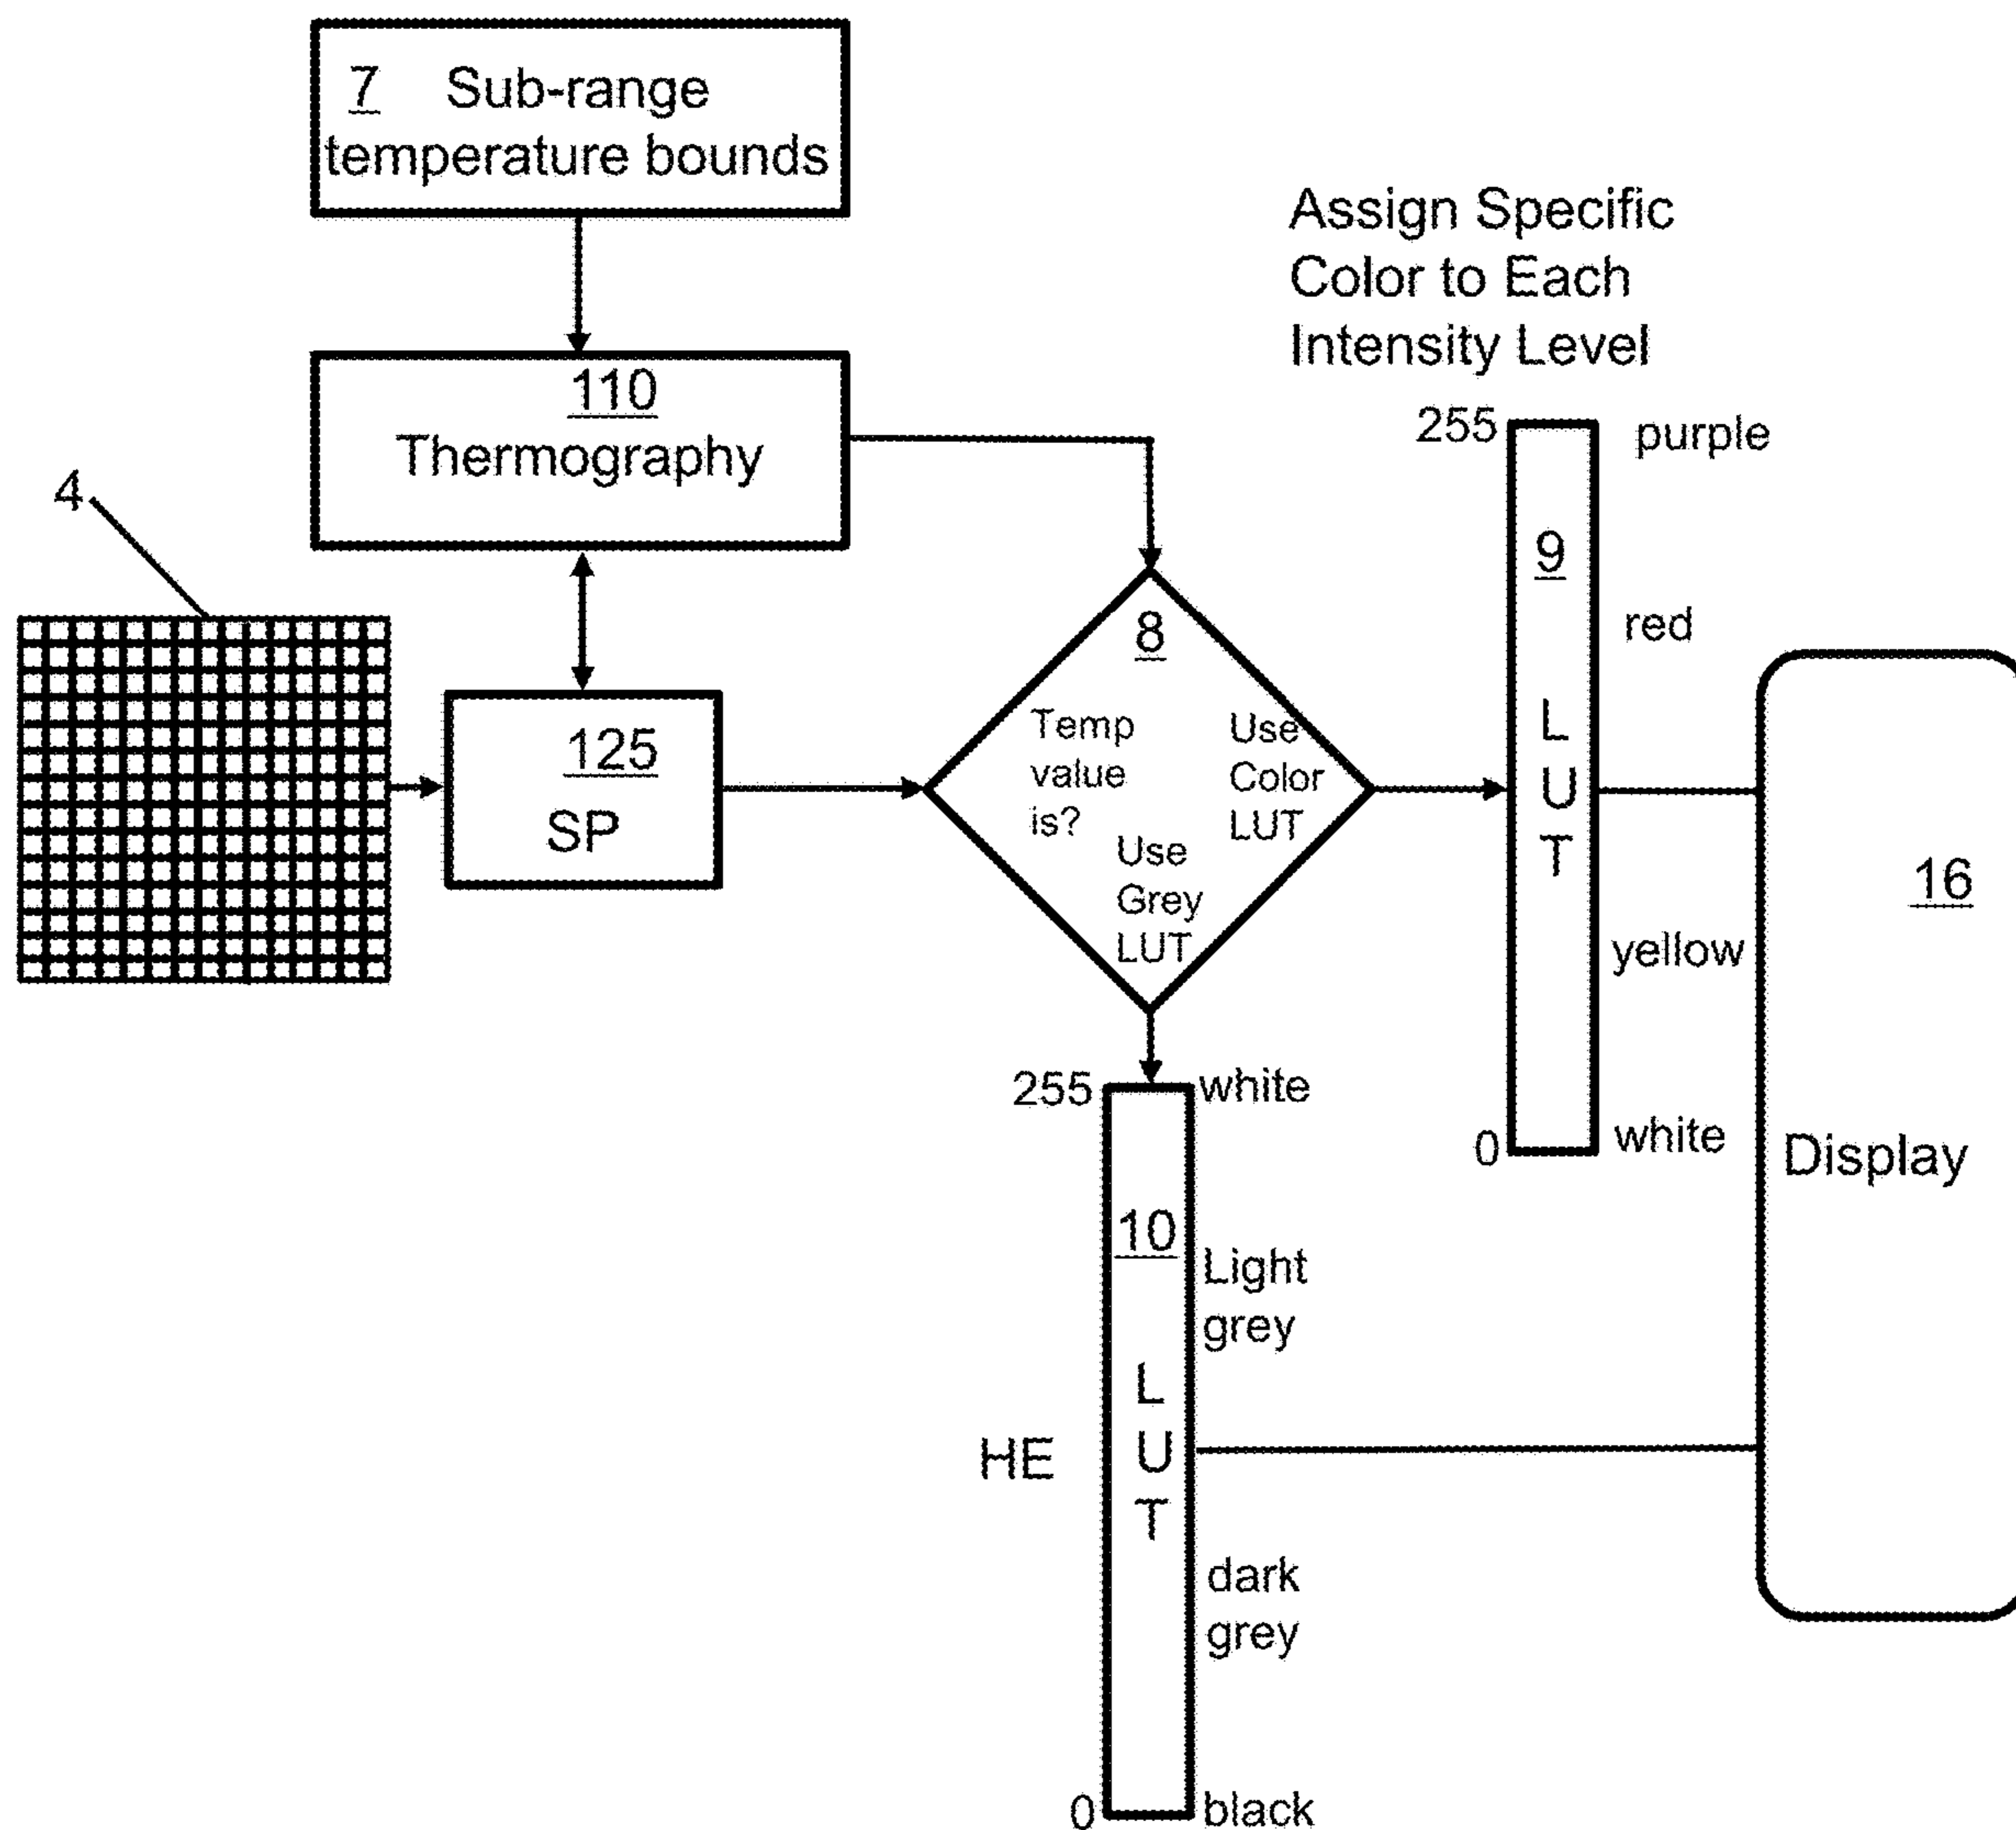 7 Sub-range
temperature bounds
110
Thermography
4
125
SP
8
Temp
value
is?
Use
Color
LUT
Use
Grey
LUT
Assign Specific
Color to Each
Intensity Level
255
purple
9
red
L
U
T
yellow
0
white
16
Display
255
white
10
Light
grey
HE
L
U
T
dark
grey
0
black